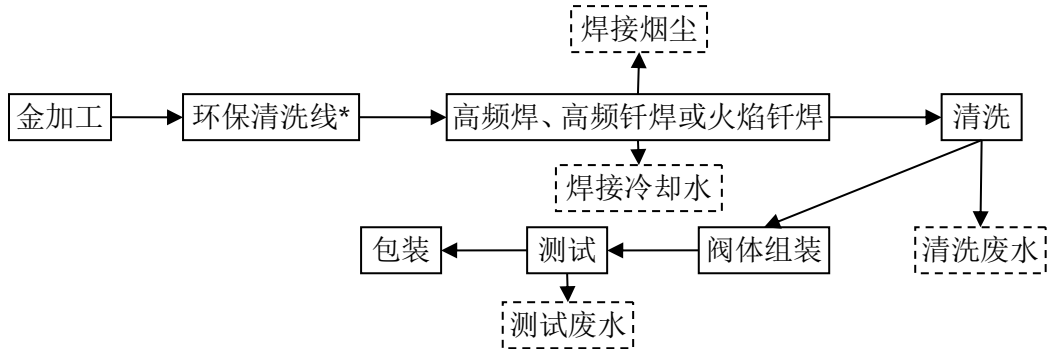 焊接烟尘
金加工
环保清洗线*
高频焊、高频钎焊或火焰钎焊
清洗
焊接冷却水
包装
测试
阀体组装
清洗废水
测试废水